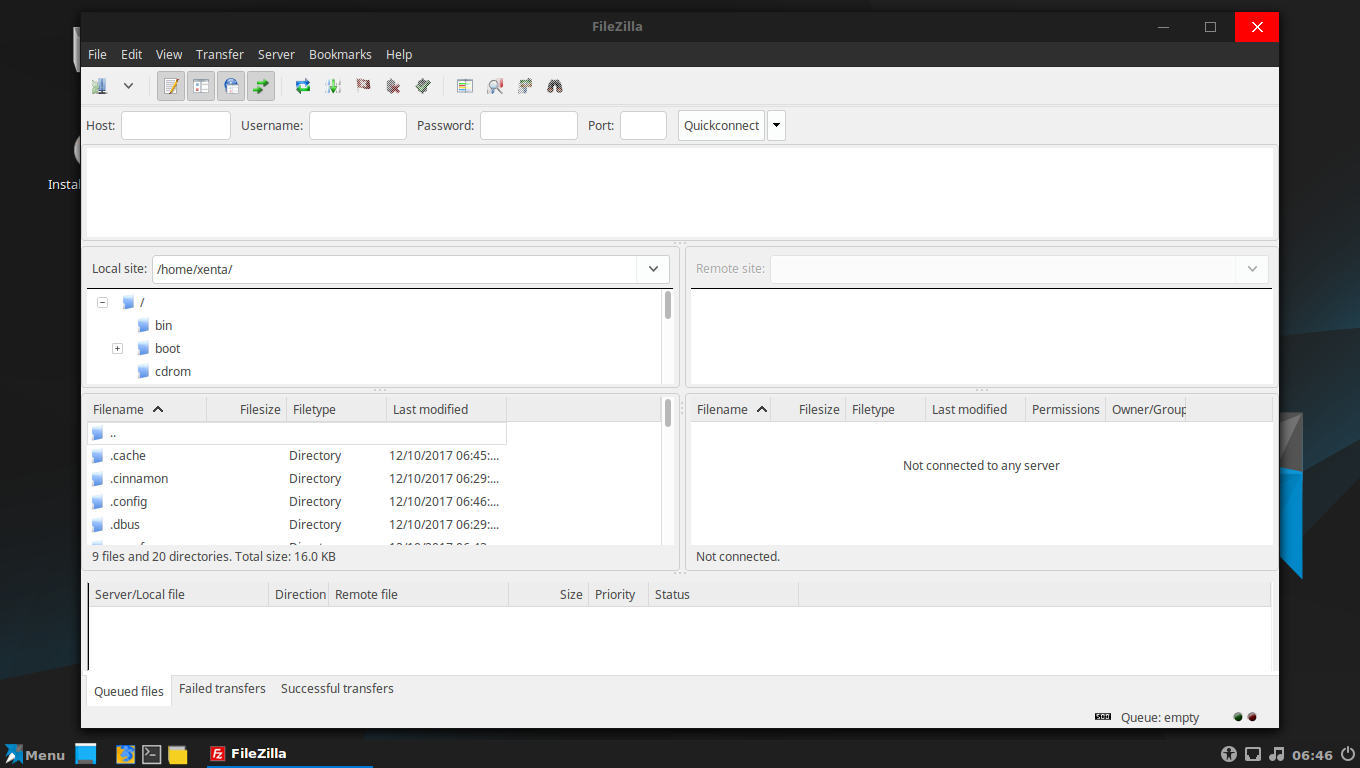 FileZilla
File Edit View Transfer Server Bookmarks Help
Host: Username: Password: Port: Quickconnect
Instal
Local site: /home/xenta/
Remote site:
/
bin
boot
cdrom
Filename Filesize Filetype Last modified
Filename Filesize Filetype Last modified Permissions Owner/Group
..
.cache Directory 12/10/2017 06:45:...
.cinnamon Directory 12/10/2017 06:29:...
.config Directory 12/10/2017 06:46:...
.dbus Directory 12/10/2017 06:29:...
Not connected to any server
9 files and 20 directories. Total size: 16.0 KB
Not connected.
Server/Local file Direction Remote file Size Priority Status
Queued files Failed transfers Successful transfers
Queue: empty
Menu FileZilla 06:46